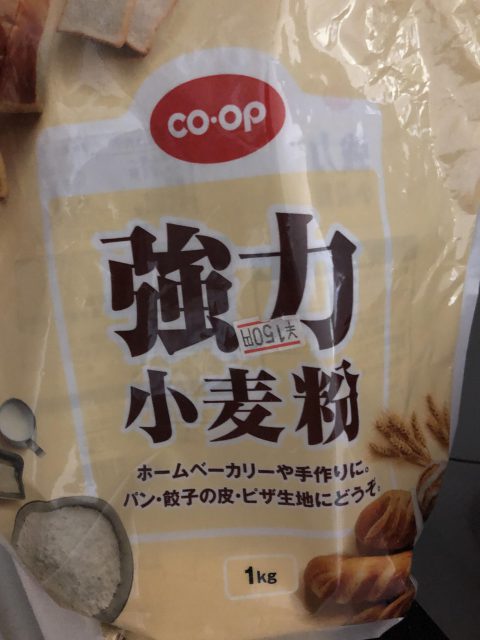 co·op
強力
¥150円
小麦粉
ホームベーカリーや手作りに。
パン・餃子の皮・ピザ生地にどうぞ。
1kg